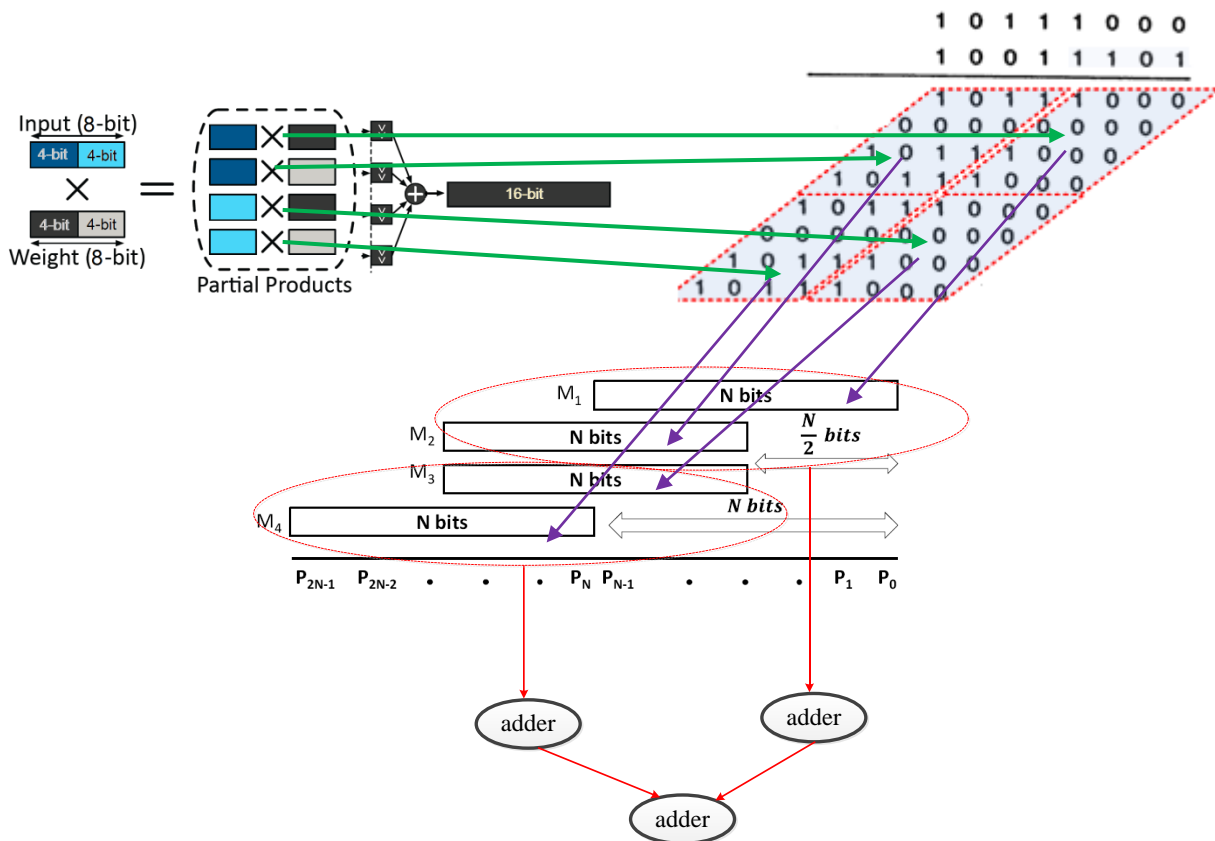 1 0 1 1 1 0 0 0
1 0 0 1 1 1 0 1
1 0 1 1 1 0 0 0
0 0 0 0 0 0 0 0
1 0 1 1 1 0 0 0
1 0 1 1 1 0 0 0
1 0 1 1 1 0 0 0
0 0 0 0 0 0 0 0
1 0 1 1 1 0 0 0
1 0 1 1 1 0 0 0
Input (8-bit)
4-bit 4-bit
×
4-bit 4-bit
Weight (8-bit)
=
×
×
×
×
Partial Products
<<
<<
<<
<<
+
16-bit
M1 N bits
M2 N bits
N/2 bits
M3 N bits
N bits
M4 N bits
P2N-1 P2N-2 . . . PN PN-1 . . . P1 P0
adder
adder
adder